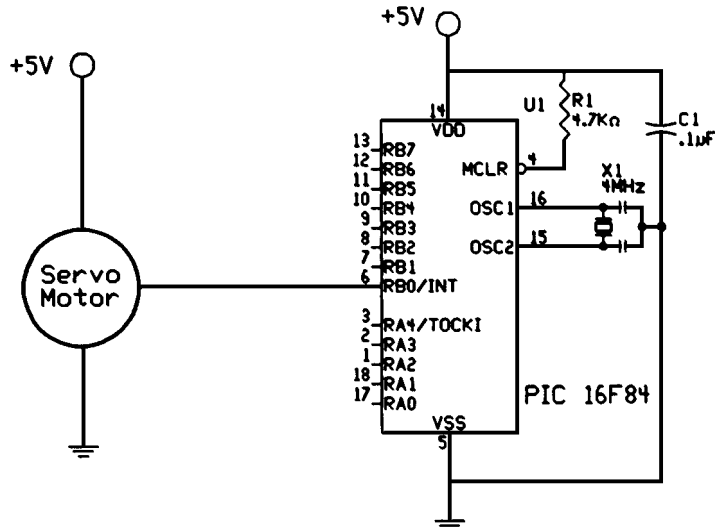 +5V
+5V
14
VDD
U1
R1
4.7KΩ
C1
.1µF
13
RB7
12
RB6
11
RB5
10
RB4
9
RB3
8
RB2
7
RB1
6
RB0/INT
3
RA4/TOCKI
2
RA3
1
RA2
18
RA1
17
RA0
MCLR
4
X1
4MHz
OSC1
16
OSC2
15
Servo
Motor
PIC 16F84
VSS
5